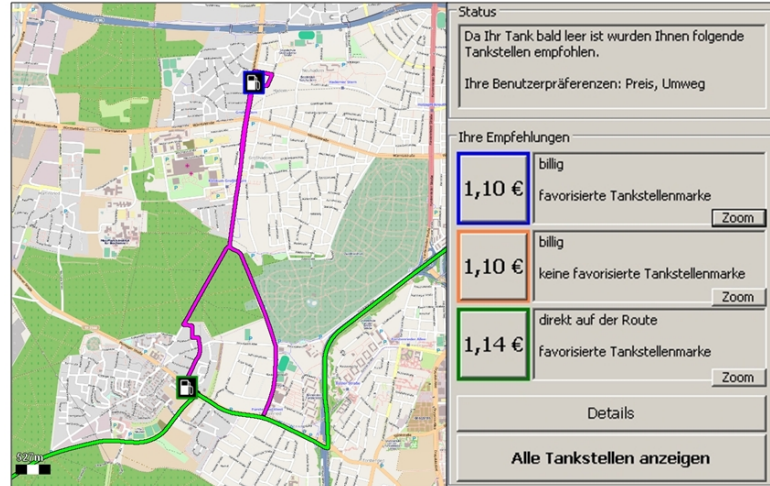 Status
Da Ihr Tank bald leer ist wurden Ihnen folgende
Tankstellen empfohlen.
Ihre Benutzerpräferenzen: Preis, Umweg
Ihre Empfehlungen
1,10 €
billig
favorisierte Tankstellenmarke
Zoom
1,10 €
billig
keine favorisierte Tankstellenmarke
Zoom
1,14 €
direkt auf der Route
favorisierte Tankstellenmarke
Zoom
Details
Alle Tankstellen anzeigen